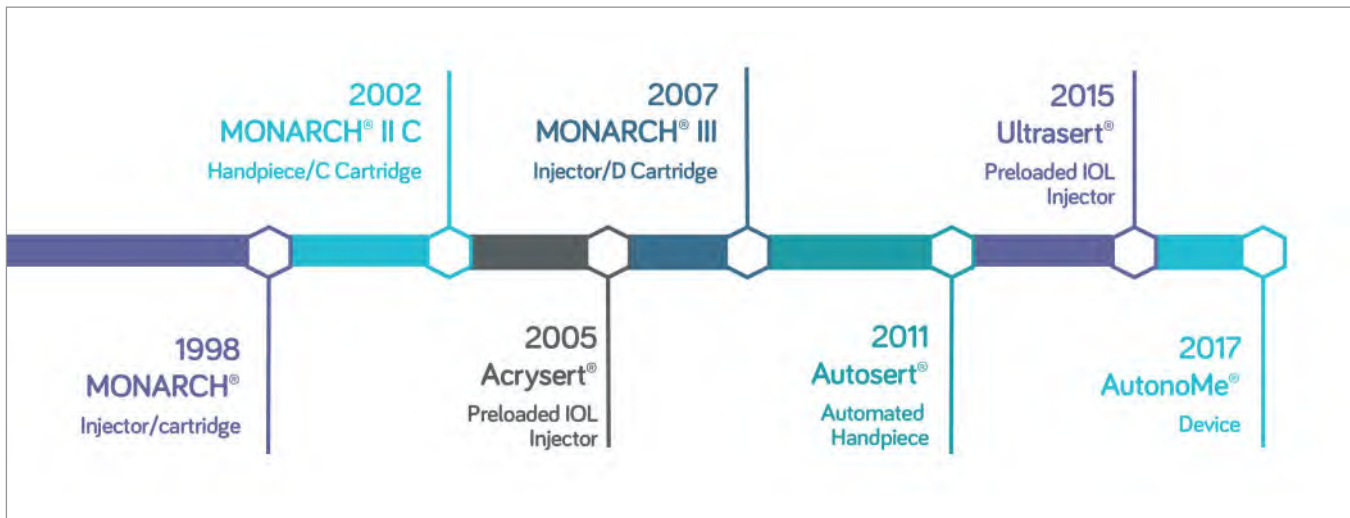 2002
MONARCH® II C
Handpiece/C Cartridge
2007
MONARCH® III
Injector/D Cartridge
2015
Ultrasert®
Preloaded IOL
Injector
1998
MONARCH®
Injector/cartridge
2005
Acrysert®
Preloaded IOL
Injector
2011
Autosert®
Automated
Handpiece
2017
AutonoMe®
Device